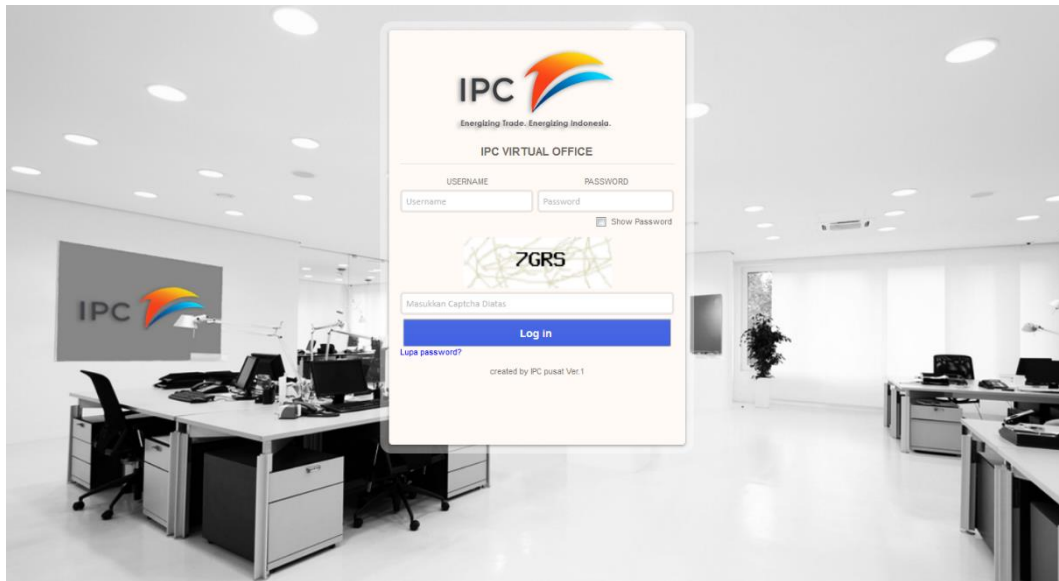 IPC
Energizing Trade. Energizing Indonesia.
IPC VIRTUAL OFFICE
USERNAME PASSWORD
Username Password
Show Password
7GRS
Masukkan Captcha Diatas
Log in
Lupa password?
created by IPC pusat Ver.1
IPC